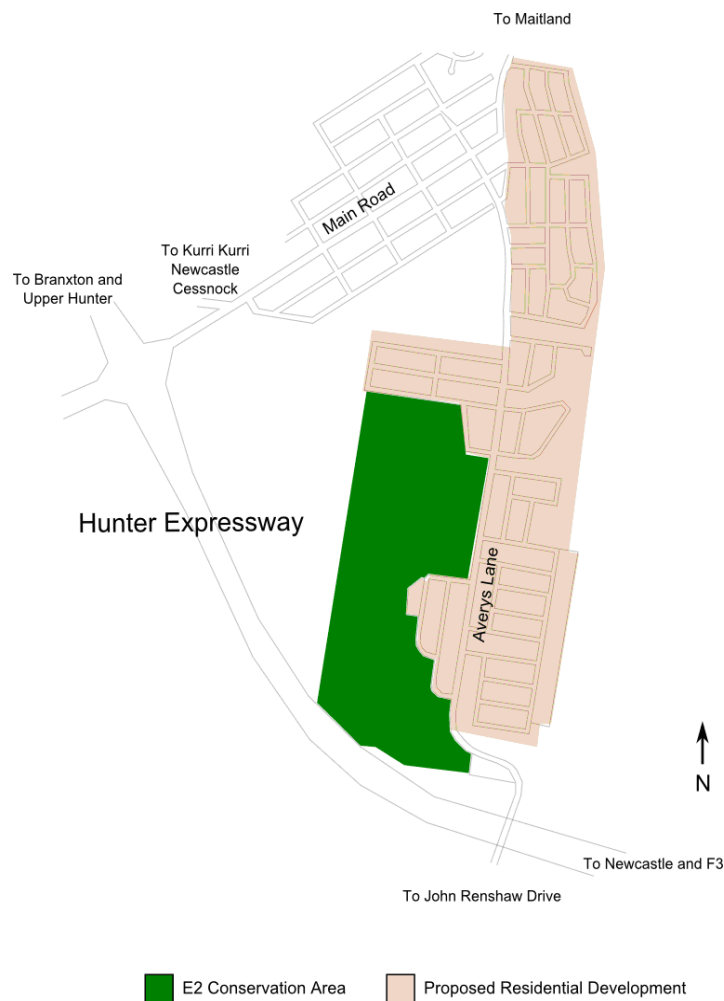 To Maitland
Main Road
To Kurri Kurri
Newcastle
Cessnock
To Branxton and
Upper Hunter
Hunter Expressway
Averys Lane
N
To Newcastle and F3
To John Renshaw Drive
E2 Conservation Area
Proposed Residential Development